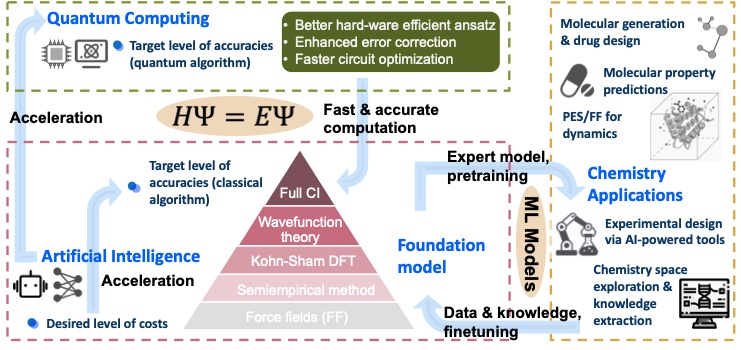 Quantum Computing
Target level of accuracies
(quantum algorithm)
• Better hard-ware efficient ansatz
• Enhanced error correction
• Faster circuit optimization
Acceleration
HΨ = EΨ
Fast & accurate
computation
Target level of
accuracies (classical
algorithm)
Artificial Intelligence
Acceleration
Desired level of costs
Full CI
Wavefunction
theory
Kohn-Sham DFT
Semiempirical method
Force fields (FF)
Foundation
model
Expert model,
pretraining
ML Models
Data & knowledge,
finetuning
Molecular generation
& drug design
Molecular property
predictions
PES/FF for
dynamics
Chemistry
Applications
Experimental design
via AI-powered tools
Chemistry space
exploration &
knowledge
extraction